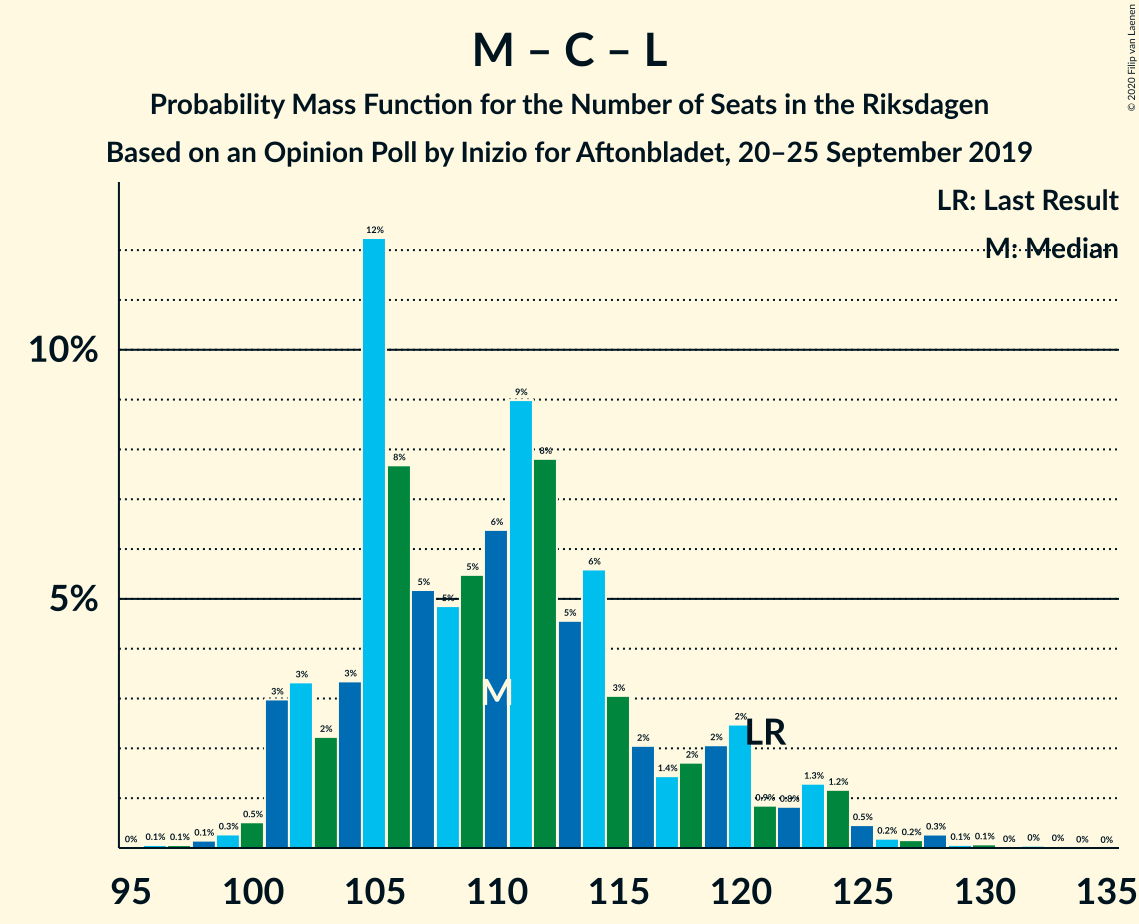 M – C – L
Probability Mass Function for the Number of Seats in the Riksdagen
Based on an Opinion Poll by Inizio for Aftonbladet, 20–25 September 2019
© 2020 Filip van Laenen
LR: Last Result
M: Median
10%
5%
0% 0.1% 0.1% 0.1% 0.3% 0.5% 3% 3% 2% 3% 12% 8% 5% 5% 5% 6% 9% 8% 5% 6% 3% 2% 1.4% 2% 2% 2% 0.9% 0.8% 1.3% 1.2% 0.5% 0.2% 0.2% 0.3% 0.1% 0.1% 0% 0% 0% 0% 0%
M
LR
95 100 105 110 115 120 125 130 135